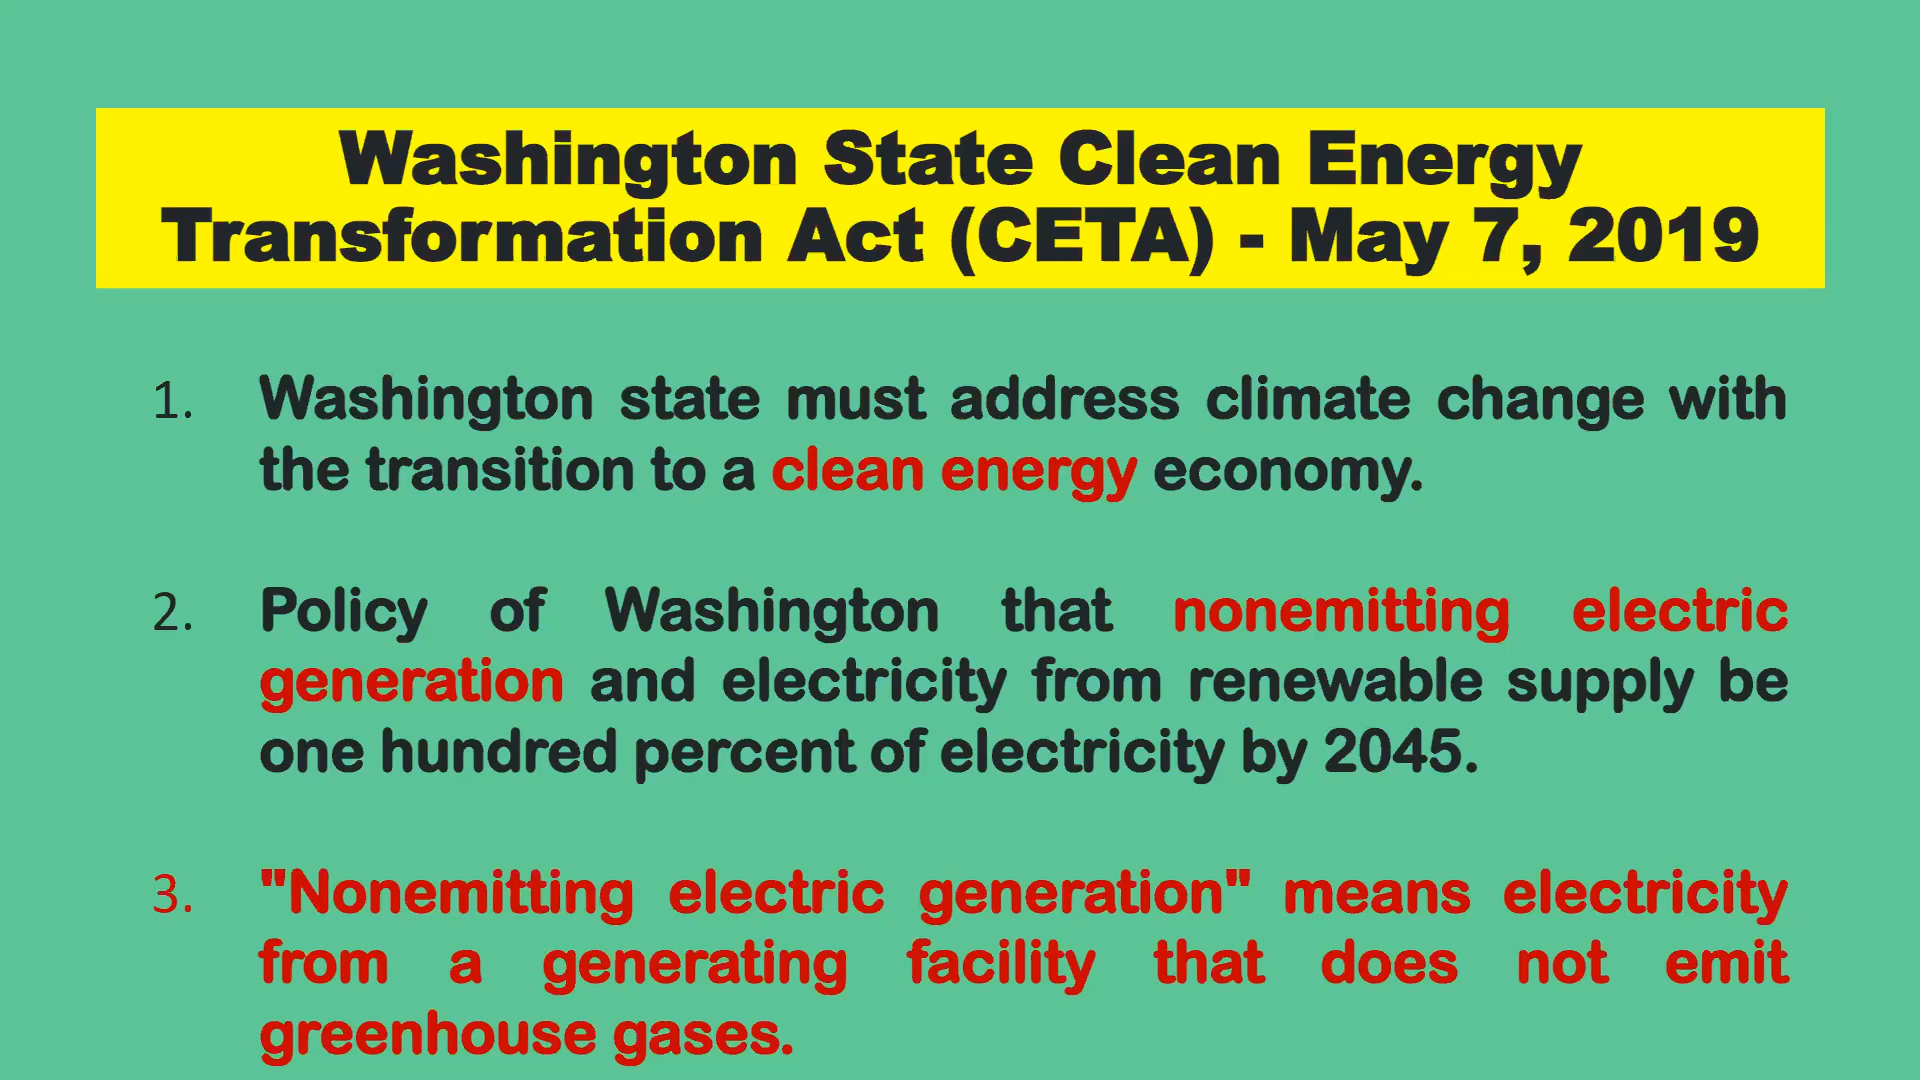 Washington State Clean Energy
Transformation Act (CETA) - May 7, 2019
1. Washington state must address climate change with
the transition to a clean energy economy.
2. Policy of Washington that nonemitting electric
generation and electricity from renewable supply be
one hundred percent of electricity by 2045.
3. "Nonemitting electric generation" means electricity
from a generating facility that does not emit
greenhouse gases.